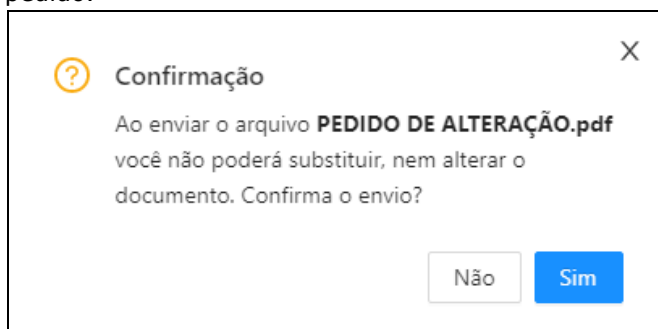 pedido.
X
Confirmação
Ao enviar o arquivo PEDIDO DE ALTERAÇÃO.pdf
você não poderá substituir, nem alterar o
documento. Confirma o envio?
Não Sim